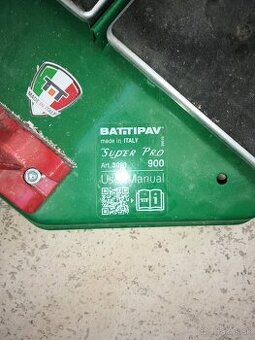 BATTIPAV
made in ITALY
Super Pro
900
User Manual